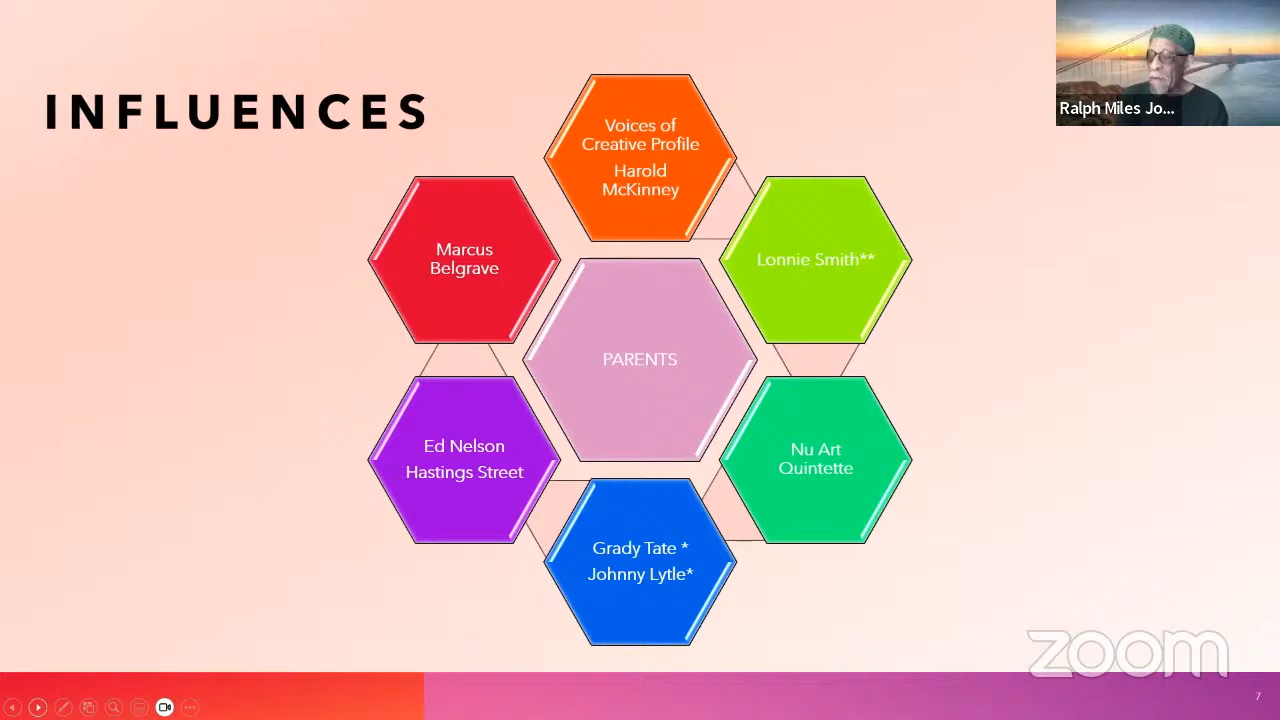 INFLUENCES
Ralph Miles Jo...
Voices of
Creative Profile
Harold
McKinney
Marcus
Belgrave
Lonnie Smith**
PARENTS
Ed Nelson
Hastings Street
Nu Art
Quintette
Grady Tate *
Johnny Lytle*
zoom
7